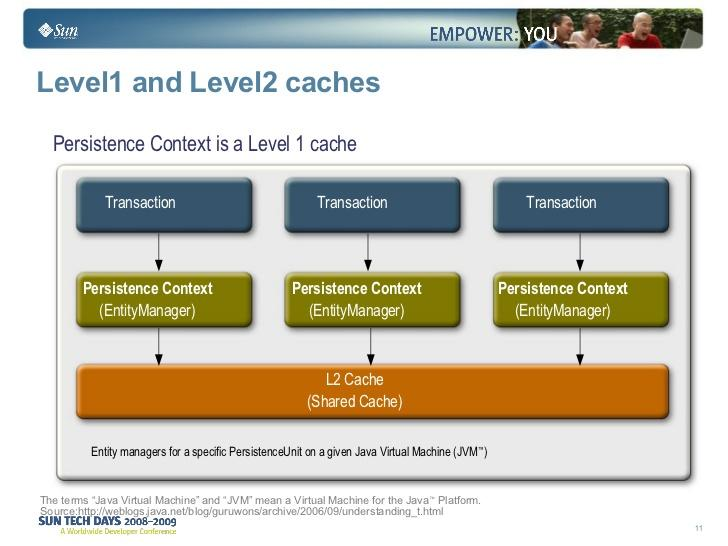 Sun
EMPOWER: YOU
Level1 and Level2 caches
Persistence Context is a Level 1 cache
Transaction Transaction Transaction
Persistence Context Persistence Context Persistence Context
(EntityManager) (EntityManager) (EntityManager)
L2 Cache
(Shared Cache)
Entity managers for a specific PersistenceUnit on a given Java Virtual Machine (JVM™)
The terms “Java Virtual Machine” and “JVM” mean a Virtual Machine for the Java™ Platform.
Source:http://weblogs.java.net/blog/guruwons/archive/2006/09/understanding_t.html
SUN TECH DAYS 2008–2009
A Worldwide Developer Conference
11